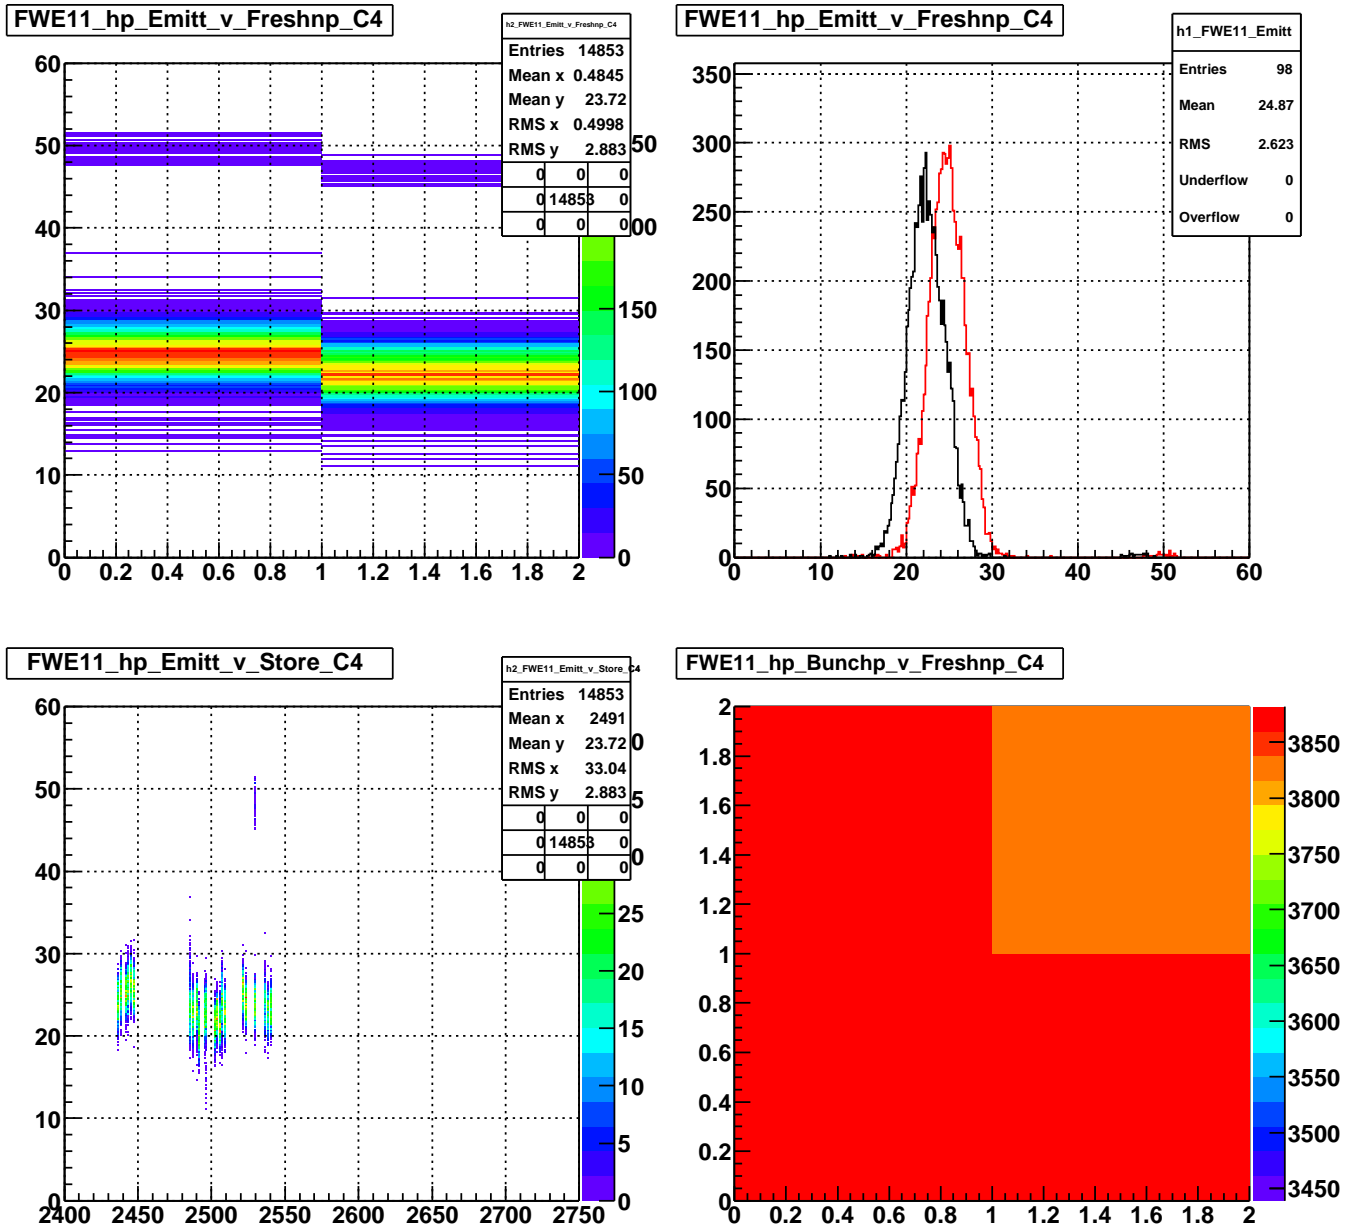 FWE11_hp_Emitt_v_Freshnp_C4
h2_FWE11_Emitt_v_Freshnp_C4
Entries 14853
Mean x 0.4845
Mean y 23.72
RMS x 0.4998
RMS y 2.883
0 0 0
0 14853 0
0 0 0
60
50
40
30
20
10
0
0 0.2 0.4 0.6 0.8 1 1.2 1.4 1.6 1.8 2
50
00
150
100
50
0
FWE11_hp_Emitt_v_Freshnp_C4
h1_FWE11_Emitt
Entries 98
Mean 24.87
RMS 2.623
Underflow 0
Overflow 0
350
300
250
200
150
100
50
0
0 10 20 30 40 50 60
FWE11_hp_Emitt_v_Store_C4
h2_FWE11_Emitt_v_Store_C4
Entries 14853
Mean x 2491
Mean y 23.72
RMS x 33.04
RMS y 2.883
0 0 0
0 14853 0
0 0 0
60
50
40
30
20
10
0
2400 2450 2500 2550 2600 2650 2700 2750
0
5
0
25
20
15
10
5
0
FWE11_hp_Bunchp_v_Freshnp_C4
2
1.8
1.6
1.4
1.2
1
0.8
0.6
0.4
0.2
0
0 0.2 0.4 0.6 0.8 1 1.2 1.4 1.6 1.8 2
3850
3800
3750
3700
3650
3600
3550
3500
3450